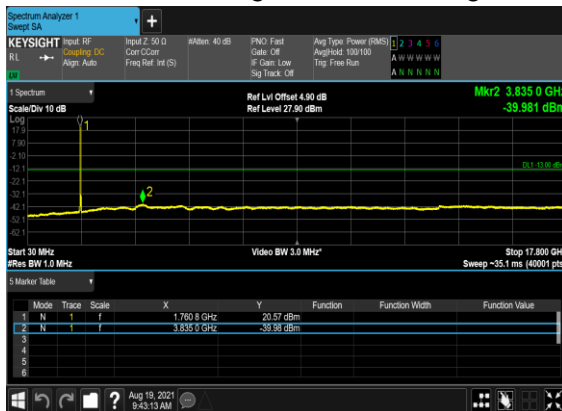 Spectrum Analyzer 1
Swept SA
+
KEYSIGHT Input: RF Input Z: 50 Ω #Atten: 40 dB PNO: Fast Avg Type: Power (RMS) 1 2 3 4 5 6
RL Coupling: DC Corr CCorr Gate: Off Avg|Hold: 100/100 A W W W W W
Align: Auto Freq Ref: Int (S) IF Gain: Low Trig: Free Run
Sig Track: Off A N N N N N
1 Spectrum
Scale/Div 10 dB Ref Lvl Offset 4.90 dB Mkr2 3.835 0 GHz
Ref Level 27.90 dBm -39.981 dBm
Log
17.9
7.90
-2.10
-12.1
DL1 -13.00 dBm
-22.1
-32.1
-42.1
-52.1
-62.1
1
2
Start 30 MHz Video BW 3.0 MHz* Stop 17.800 GHz
#Res BW 1.0 MHz Sweep ~35.1 ms (40001 pts)
5 Marker Table
Mode Trace Scale X Y Function Function Width Function Value
1 N 1 f 1.760 8 GHz 20.57 dBm
2 N 1 f 3.835 0 GHz -39.98 dBm
3
4
5
6
? Aug 19, 2021
9:43:13 AM